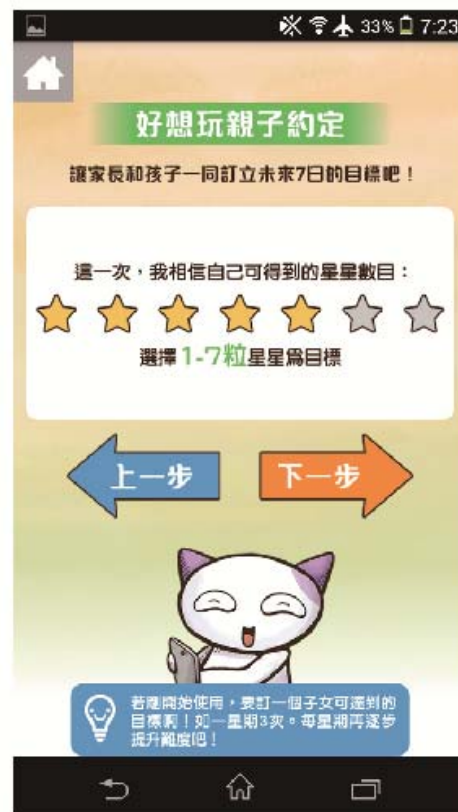 33% 7:23
好想玩親子約定
讓家長和孩子一同訂立未來7日的目標吧！
這一次，我相信自己可得到的星星數目：
選擇1-7粒星星為目標
上一步
下一步
若剛開始使用，要訂一個子女可達到的
目標啊！如一星期3次。每星期再逐步
提升難度吧！